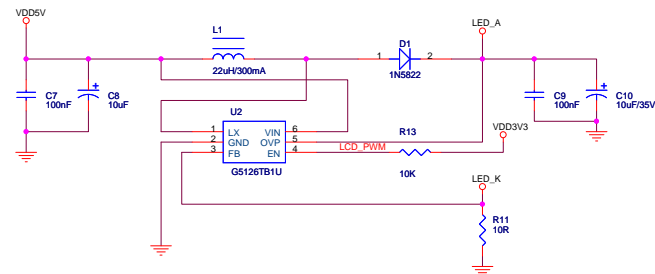 VDD5V
LED_A
L1
22uH/300mA
D1
1 2
1N5822
C7
100nF
C8
10uF
C9
100nF
C10
10uF/35V
U2
1 LX VIN 6
2 GND OVP 5
3 FB EN 4
G5126TB1U
LCD_PWM
R13
10K
VDD3V3
LED_K
R11
10R